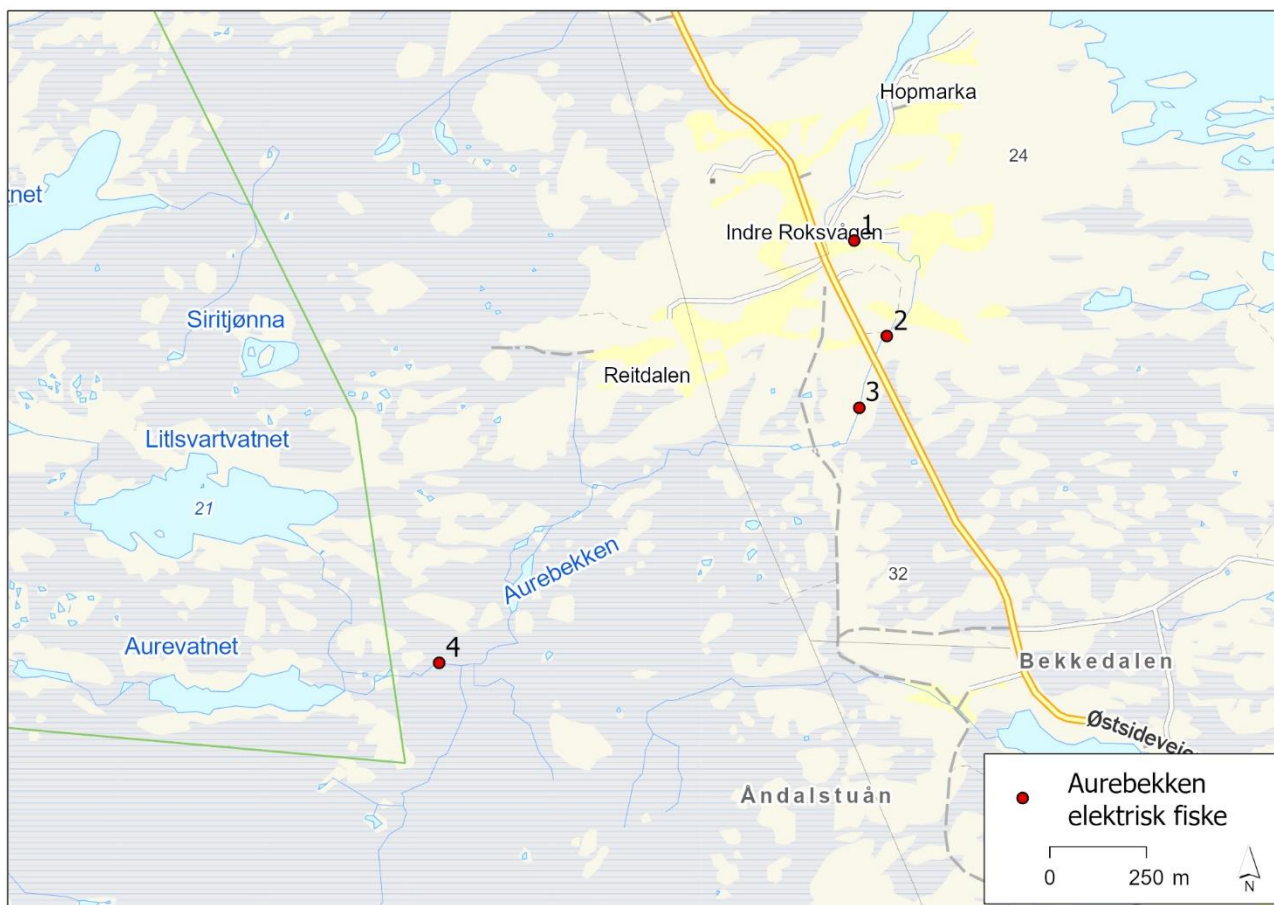 Hopmarka
24
tnet
1
Indre Roksvågen
Siritjønna
2
Reitdalen
3
Litlsvartvatnet
21
Aurebekken
32
Aurevatnet
4
Bekkedalen
Østsideveie
Åndalstuån
Aurebekken
elektrisk fiske
0 250 m
N